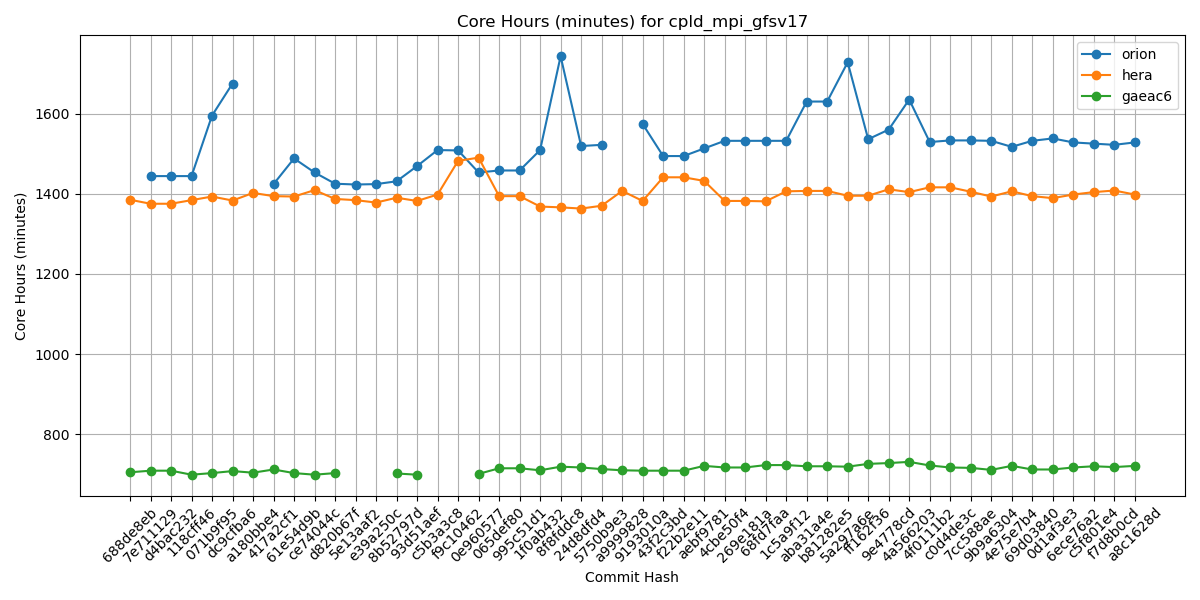 Core Hours (minutes) for cpld_mpi_gfsv17
orion
hera
gaeac6
Core Hours (minutes)
1600
1400
1200
1000
800
688de8eb
7e711129
d4bac232
118cff46
071b9f95
dc9cfba6
a180bbe4
417a2cf1
61e54d9b
ce74044c
d820b67f
5e13aaf2
e39a250c
8b52797d
93d51aef
c5b3a3c8
f9c10462
0e960577
065def80
995c51d1
1f0ab432
8f8fddc8
24d8dfd4
5750b9e3
a9999828
9193010a
43f2c3bd
f22b2e11
aebf9781
4cbe50f4
269e181a
68fd7faa
1c5a9f12
aba31a4e
b81282e5
5a297a6e
ff162f36
9e4778cd
4a566203
4f0111b2
c0d4de3c
7cc588ae
9b9a6304
4e75e7b4
69d03840
0d1af3e3
6ece76a2
c5f801e4
f7d8b0cd
a8c1628d
Commit Hash